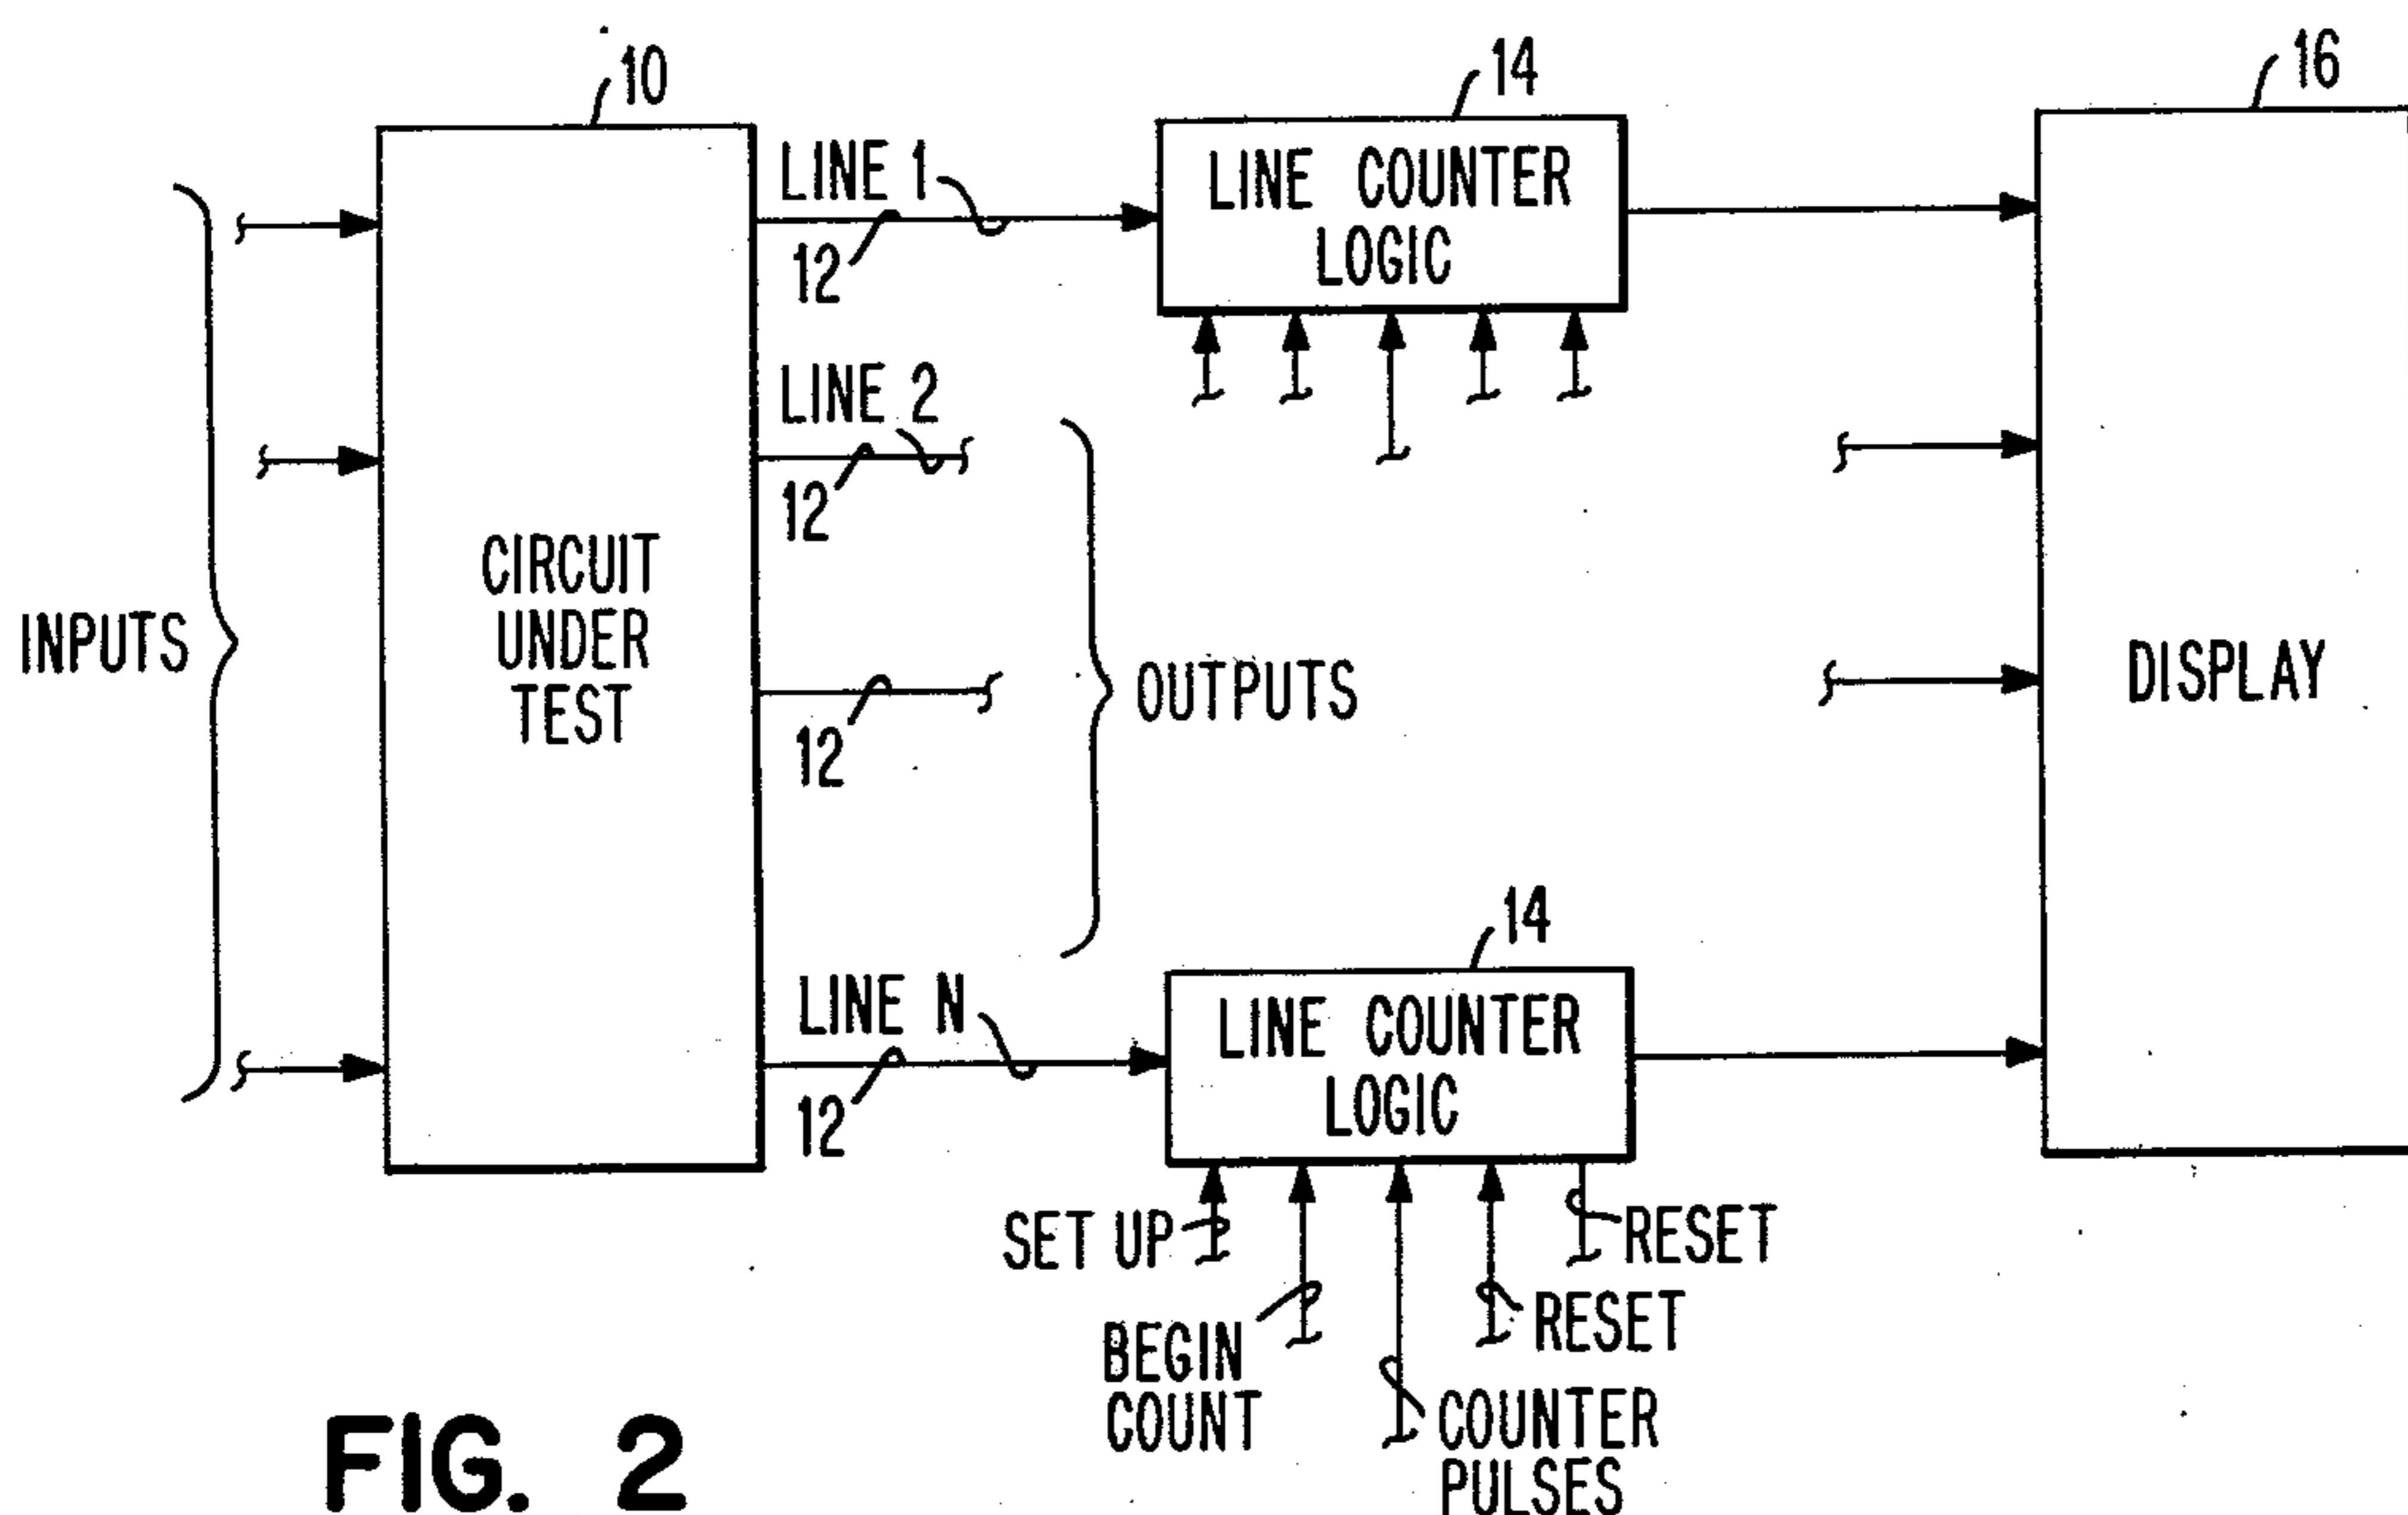 10
14
16
LINE 1
LINE COUNTER
LOGIC
12
LINE 2
12
CIRCUIT
UNDER
TEST
INPUTS
OUTPUTS
DISPLAY
12
14
LINE N
LINE COUNTER
LOGIC
12
SET UP
RESET
RESET
BEGIN
COUNT
COUNTER
PULSES
FIG. 2